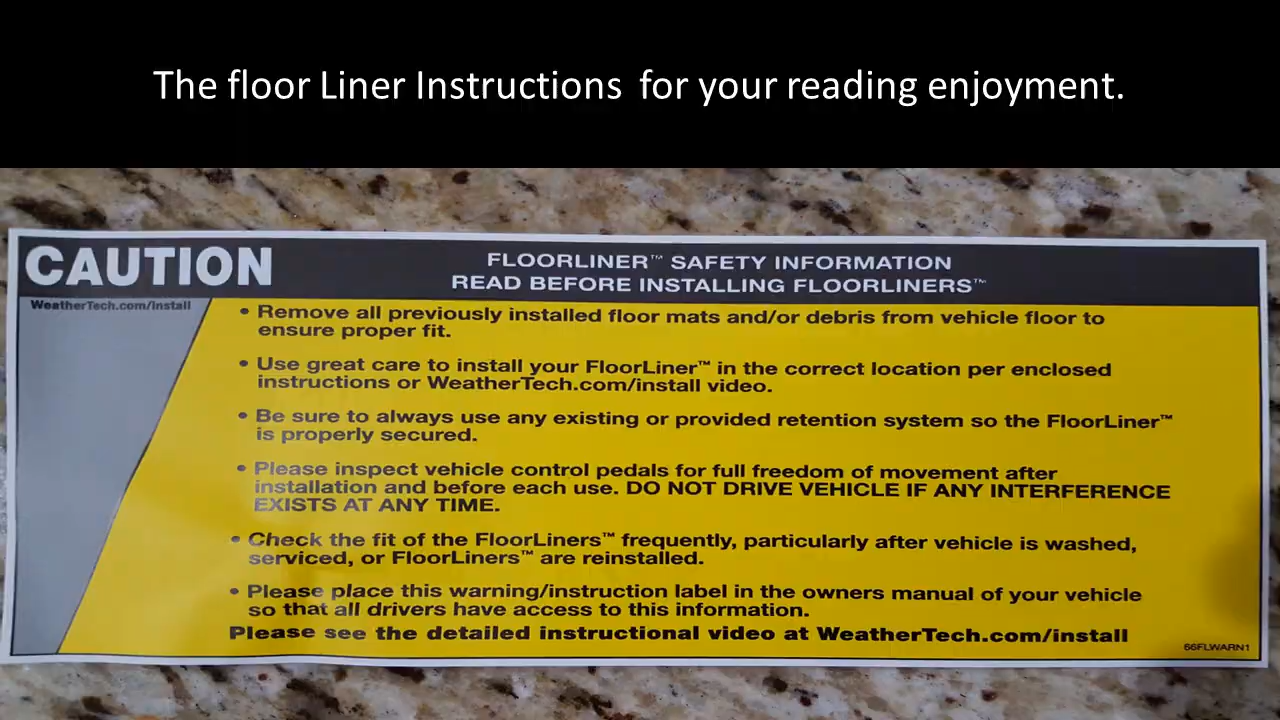 The floor Liner Instructions for your reading enjoyment.
CAUTION
FLOORLINER™ SAFETY INFORMATION
READ BEFORE INSTALLING FLOORLINERS™
WeatherTech.com/install
• Remove all previously installed floor mats and/or debris from vehicle floor to
ensure proper fit.
• Use great care to install your FloorLiner™ in the correct location per enclosed
instructions or WeatherTech.com/install video.
• Be sure to always use any existing or provided retention system so the FloorLiner™
is properly secured.
• Please inspect vehicle control pedals for full freedom of movement after
installation and before each use. DO NOT DRIVE VEHICLE IF ANY INTERFERENCE
EXISTS AT ANY TIME.
• Check the fit of the FloorLiners™ frequently, particularly after vehicle is washed,
serviced, or FloorLiners™ are reinstalled.
• Please place this warning/instruction label in the owners manual of your vehicle
so that all drivers have access to this information.
Please see the detailed instructional video at WeatherTech.com/install
66FLWARN1